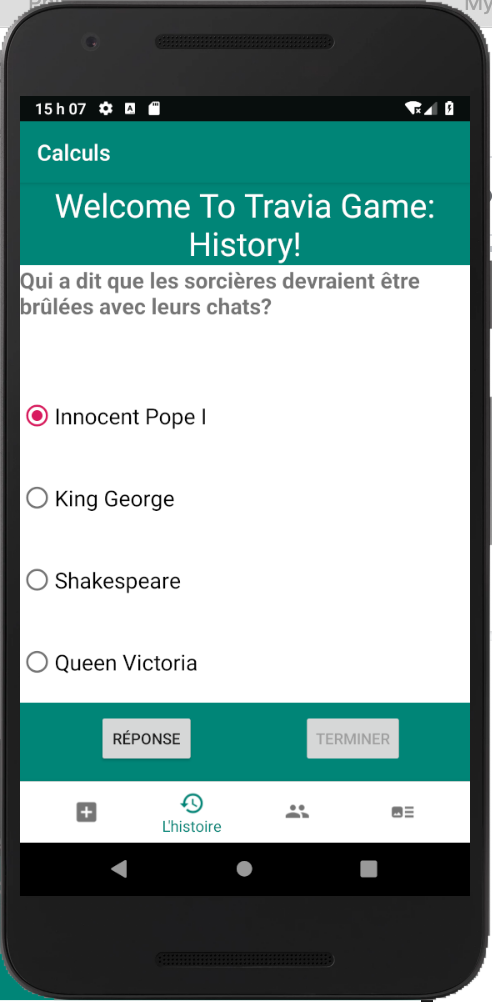 My
15 h 07
Calculs
Welcome To Travia Game:
History!
Qui a dit que les sorcières devraient être
brûlées avec leurs chats?
Innocent Pope I
King George
Shakespeare
Queen Victoria
RÉPONSE
TERMINER
L'histoire